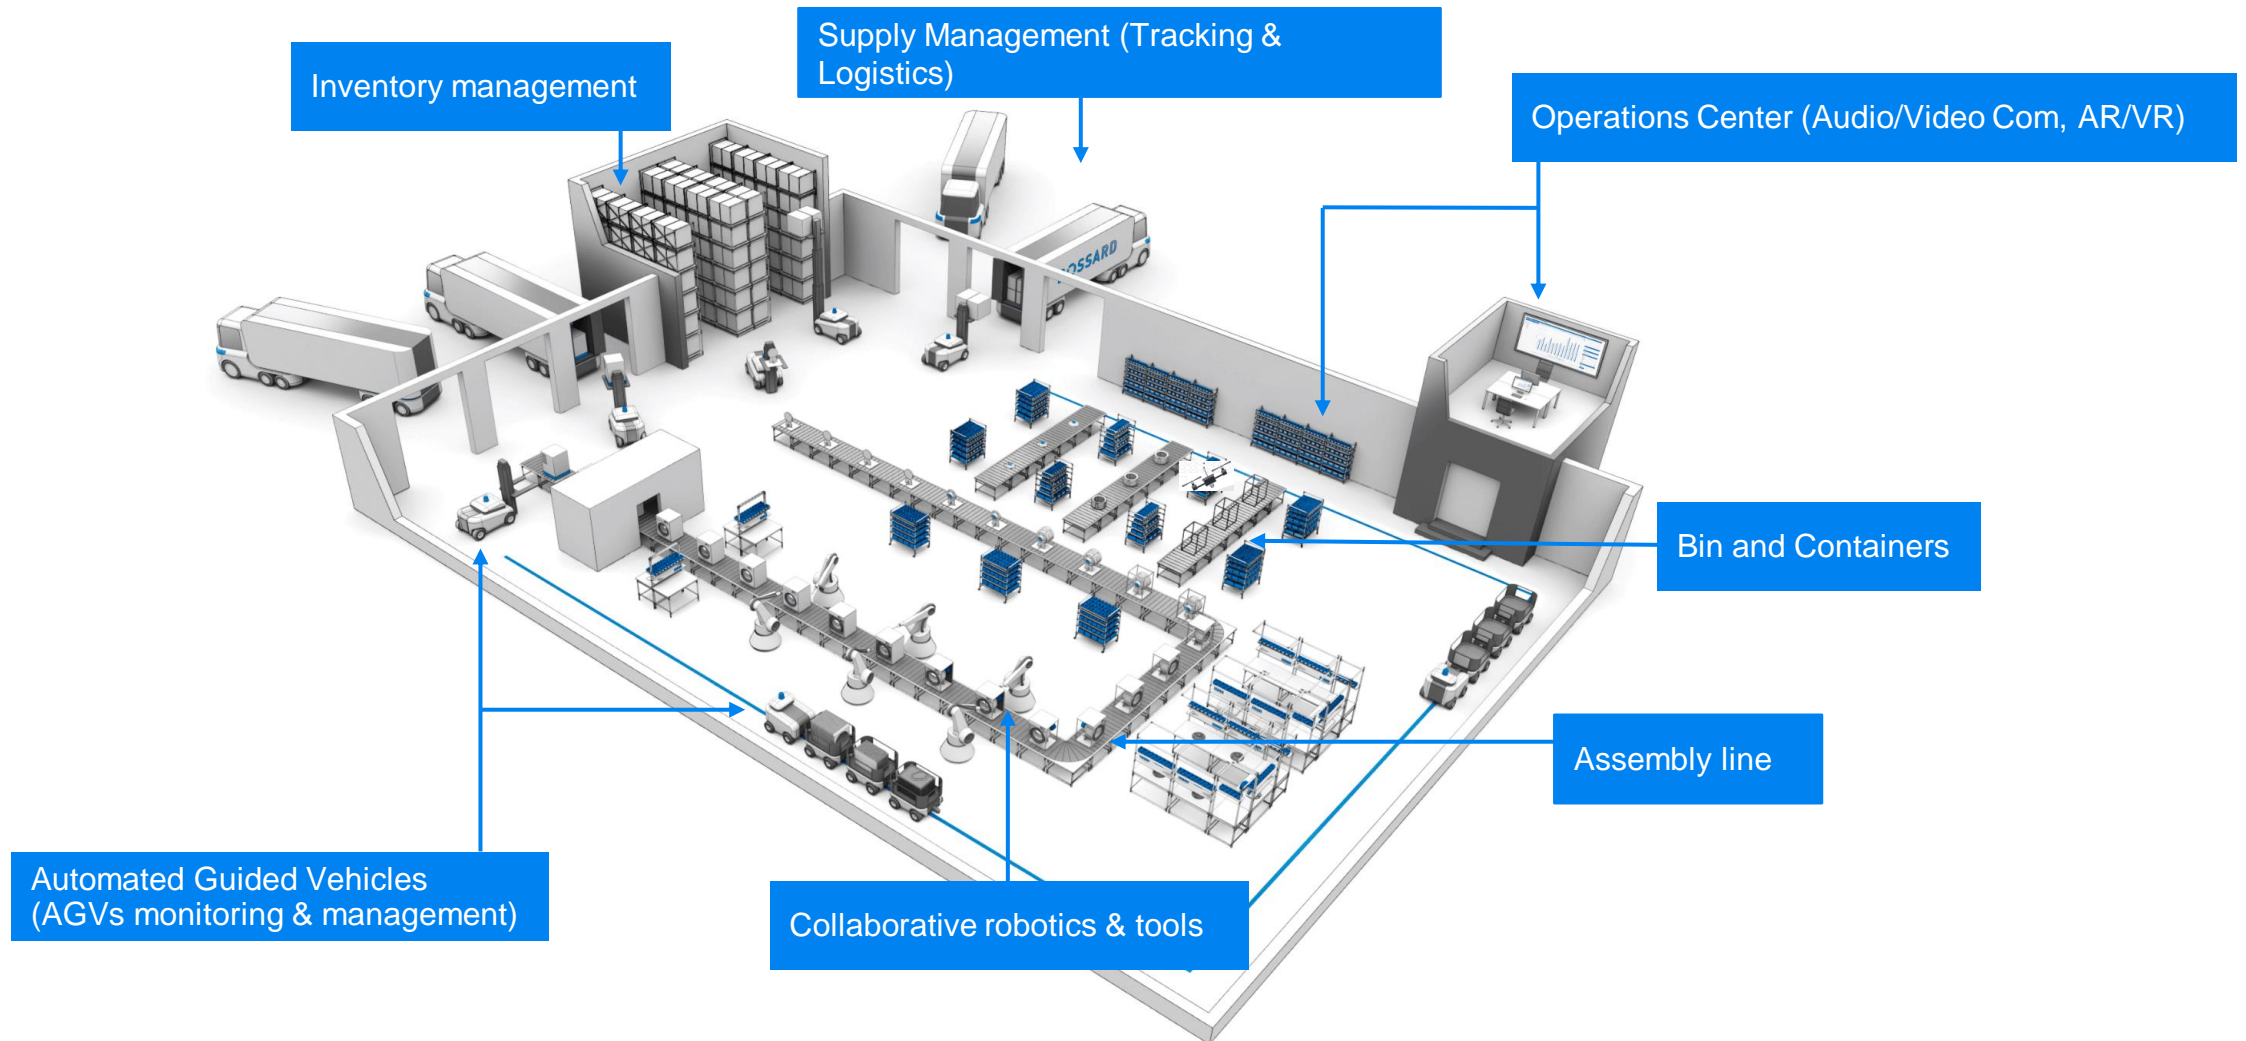 Supply Management (Tracking &
Logistics)
Inventory management
Operations Center (Audio/Video Com, AR/VR)
OSSARD
Bin and Containers
Assembly line
Automated Guided Vehicles
(AGVs monitoring & management)
Collaborative robotics & tools